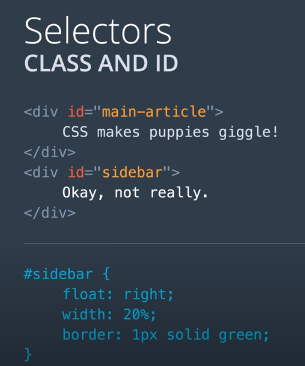 Selectors
CLASS AND ID
<div id="main-article">
CSS makes puppies giggle!
</div>
<div id="sidebar">
Okay, not really.
</div>
#sidebar {
float: right;
width: 20%;
border: 1px solid green;
}